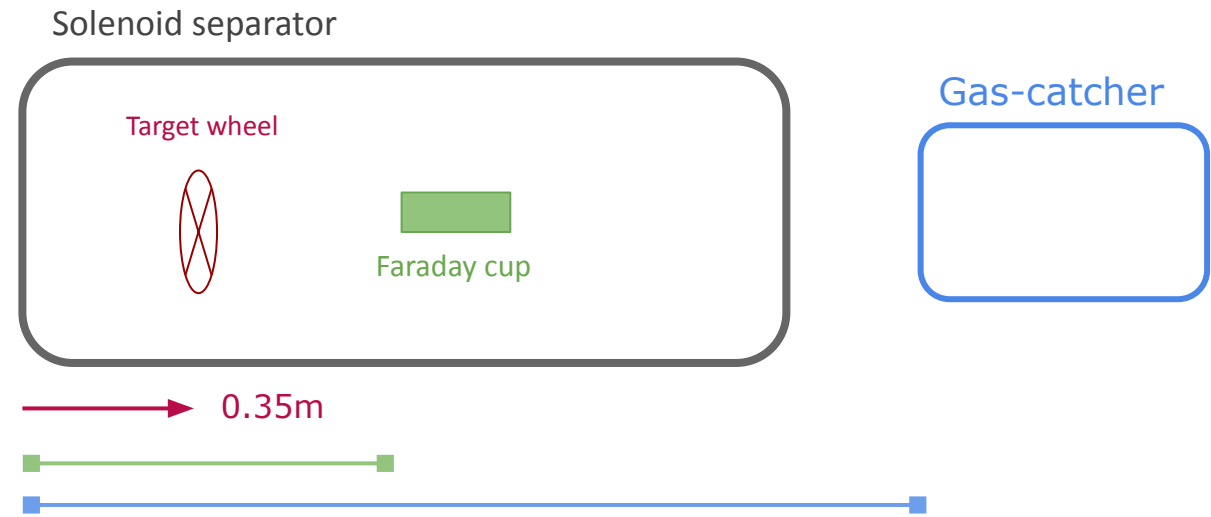 Solenoid separator
Gas-catcher
Target wheel
Faraday cup
0.35m